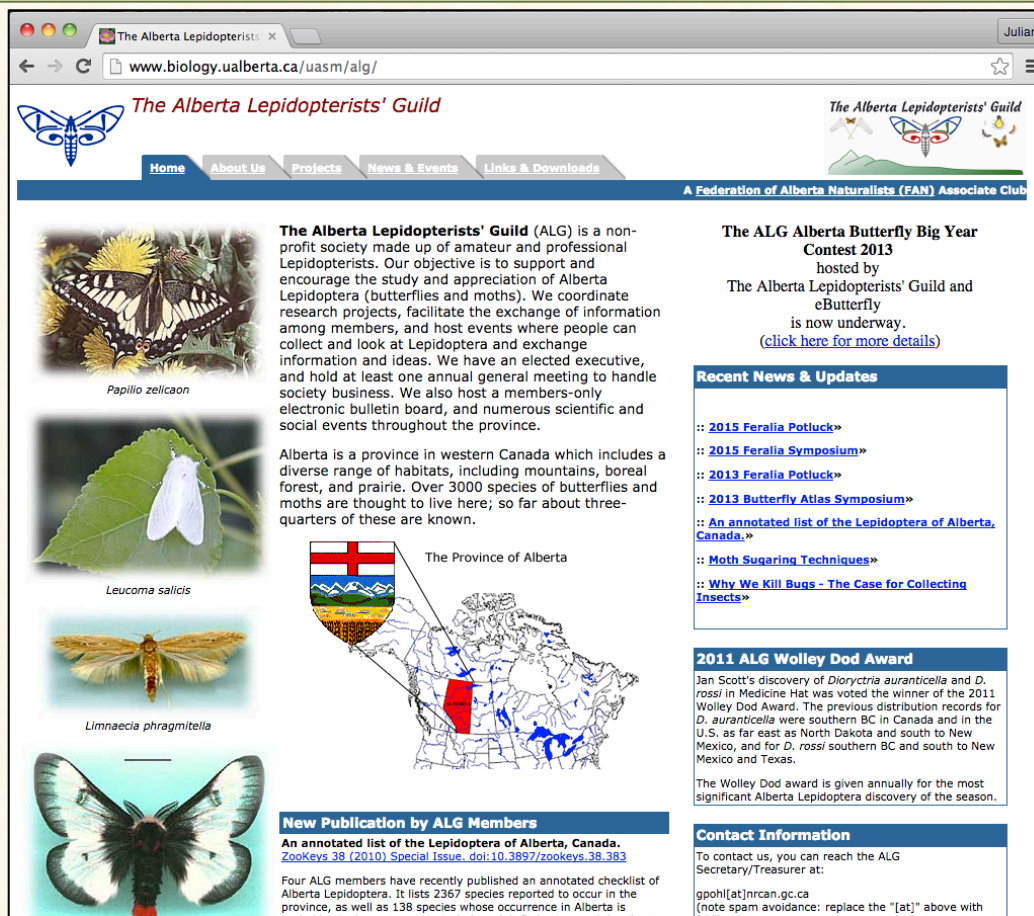 The Alberta Lepidopterists
Julian
www.biology.ualberta.ca/uasm/alg/
The Alberta Lepidopterists' Guild
The Alberta Lepidopterists' Guild
Home About Us Projects News & Events Links & Downloads
A Federation of Alberta Naturalists (FAN) Associate Club
Papilio zelicaon
Leucoma salicis
Limnaecia phragmitella
The Alberta Lepidopterists' Guild (ALG) is a non-
profit society made up of amateur and professional
Lepidopterists. Our objective is to support and
encourage the study and appreciation of Alberta
Lepidoptera (butterflies and moths). We coordinate
research projects, facilitate the exchange of information
among members, and host events where people can
collect and look at Lepidoptera and exchange
information and ideas. We have an elected executive,
and hold at least one annual general meeting to handle
society business. We also host a members-only
electronic bulletin board, and numerous scientific and
social events throughout the province.
Alberta is a province in western Canada which includes a
diverse range of habitats, including mountains, boreal
forest, and prairie. Over 3000 species of butterflies and
moths are thought to live here; so far about three-
quarters of these are known.
The Province of Alberta
New Publication by ALG Members
An annotated list of the Lepidoptera of Alberta, Canada.
ZooKeys 38 (2010) Special Issue. doi:10.3897/zookeys.38.383
Four ALG members have recently published an annotated checklist of
Alberta Lepidoptera. It lists 2367 species reported to occur in the
province, as well as 138 species whose occurrence in Alberta is
The ALG Alberta Butterfly Big Year
Contest 2013
hosted by
The Alberta Lepidopterists' Guild and
eButterfly
is now underway.
(click here for more details)
Recent News & Updates
:: 2015 Feralia Potluck»
:: 2015 Feralia Symposium»
:: 2013 Feralia Potluck»
:: 2013 Butterfly Atlas Symposium»
:: An annotated list of the Lepidoptera of Alberta,
Canada.»
:: Moth Sugaring Techniques»
:: Why We Kill Bugs - The Case for Collecting
Insects»
2011 ALG Wolley Dod Award
Jan Scott's discovery of Dioryctria auranticella and D.
rossi in Medicine Hat was voted the winner of the 2011
Wolley Dod Award. The previous distribution records for
D. auranticella were southern BC in Canada and in the
U.S. as far east as North Dakota and south to New
Mexico, and for D. rossi southern BC and south to New
Mexico and Texas.
The Wolley Dod award is given annually for the most
significant Alberta Lepidoptera discovery of the season.
Contact Information
To contact us, you can reach the ALG
Secretary/Treasurer at:
gpohl[at]nrcan.gc.ca
(note spam avoidance: replace the "[at]" above with